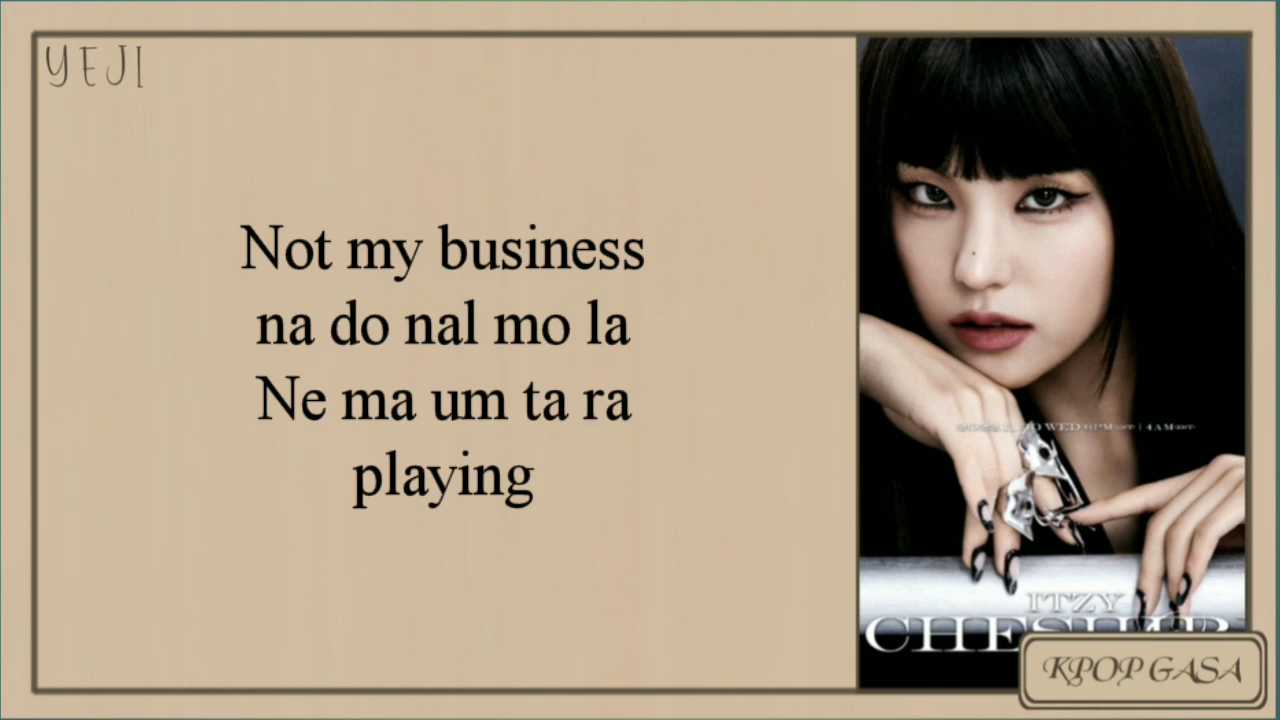 YEJI
Not my business
na do nal mo la
Ne ma um ta ra
playing
ITZY
KPOP GASA